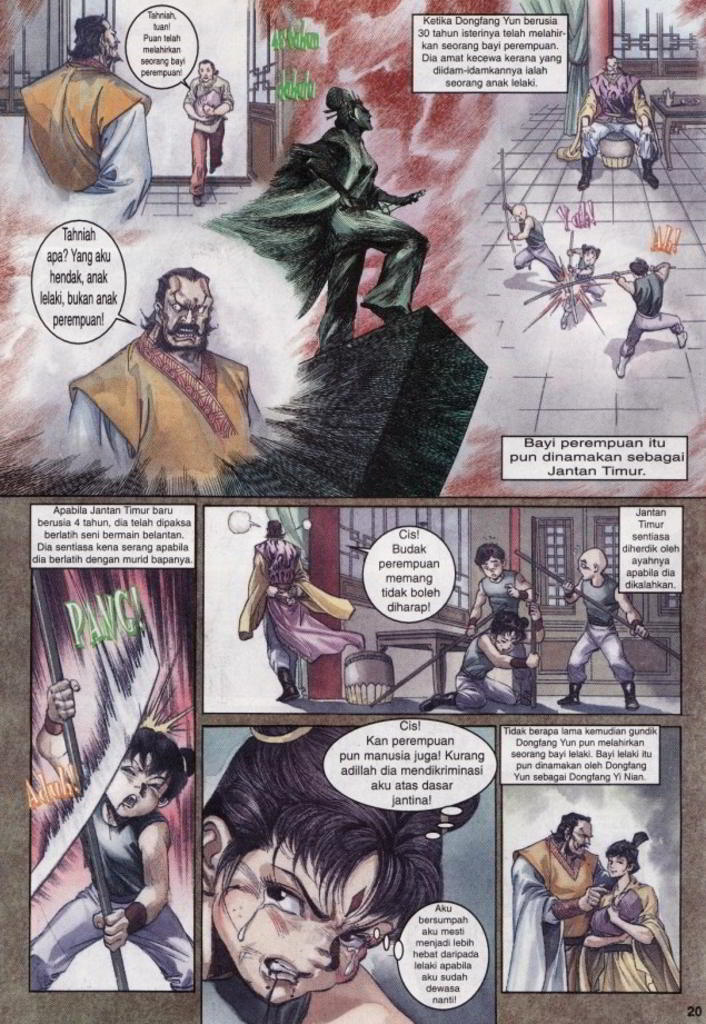 Tahniah,
tuan!
Puan telah
melahirkan
seorang bayi
perempuan!
Ketika Dongfang Yun berusia
30 tahun isterinya telah melahir-
kan seorang bayi perempuan.
Dia amat kecewa kerana yang
diidam-idamkannya ialah
seorang anak lelaki.
Tahniah
apa? Yang aku
hendak, anak
lelaki, bukan anak
perempuan!
Yah!
Bayi perempuan itu
pun dinamakan sebagai
Jantan Timur.
Apabila Jantan Timur baru
berusia 4 tahun, dia telah dipaksa
berlatih seni bermain belantan.
Dia sentiasa kena serang apabila
dia berlatih dengan murid bapanya.
PANG!
Aduh!
Cis!
Budak
perempuan
memang
tidak boleh
diharap!
Jantan
Timur
sentiasa
diherdik oleh
ayahnya
apabila dia
dikalahkan.
Cis!
Kan perempuan
pun manusia juga! Kurang
adillah dia mendikriminasi
aku atas dasar
jantina!
Aku
bersumpah
aku mesti
menjadi lebih
hebat daripada
lelaki apabila
aku sudah
dewasa
nanti!
Tidak berapa lama kemudian gundik
Dongfang Yun pun melahirkan
seorang bayi lelaki. Bayi lelaki itu
pun dinamakan oleh Dongfang
Yun sebagai Dongfang Yi Nian.
20